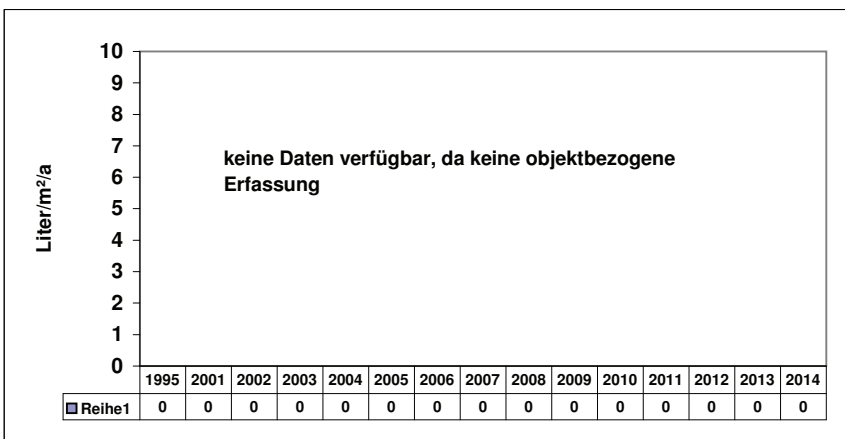 10
9
8
7
6
5
4
3
2
1
0
Liter/m²/a
keine Daten verfügbar, da keine objektbezogene
Erfassung
1995 2001 2002 2003 2004 2005 2006 2007 2008 2009 2010 2011 2012 2013 2014
Reihe1 0 0 0 0 0 0 0 0 0 0 0 0 0 0 0